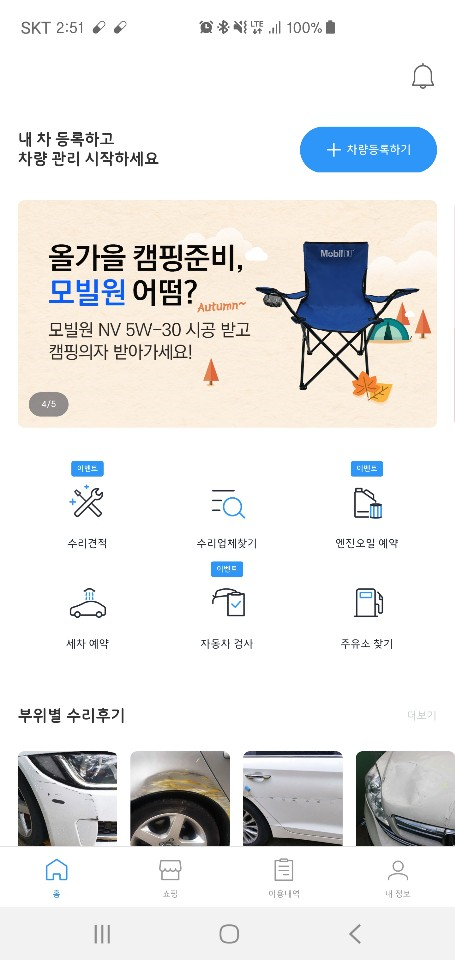 SKT 2:51
LTE
100%
내 차 등록하고
차량 관리 시작하세요
차량등록하기
올가을 캠핑준비,
모빌원 어떰?
Autumn~
모빌원 NV 5W-30 시공 받고
캠핑의자 받아가세요!
Mobil 1
4/5
이벤트
이벤트
수리견적
수리업체찾기
엔진오일 예약
이벤트
세차 예약
자동차 검사
주유소 찾기
부위별 수리후기
더보기
홈
쇼핑
이용내역
내 정보